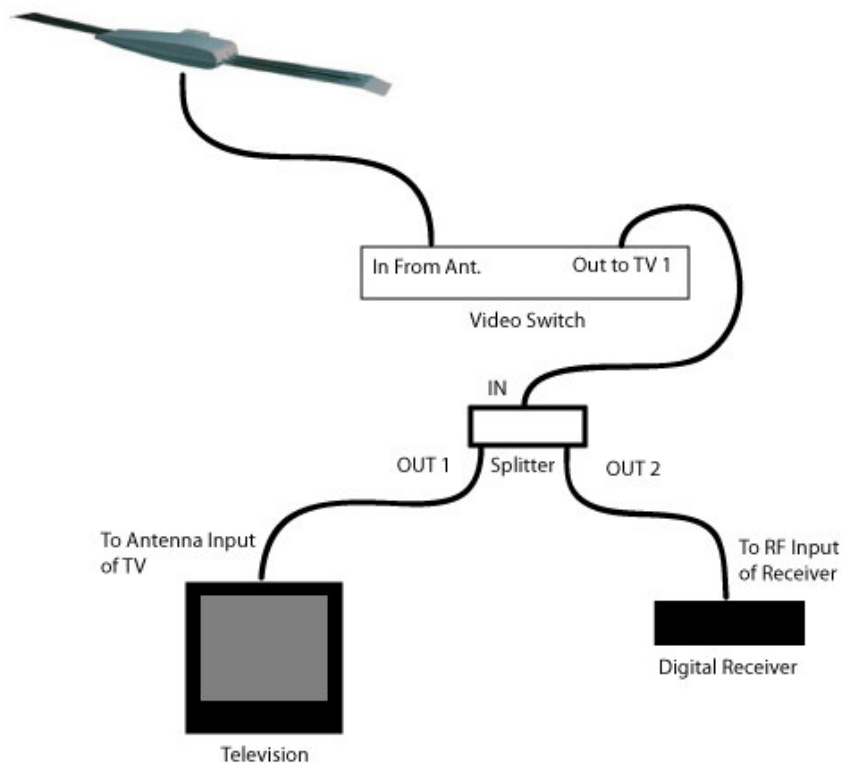 In From Ant.
Out to TV 1
Video Switch
IN
OUT 1
Splitter
OUT 2
To Antenna Input
of TV
To RF Input
of Receiver
Digital Receiver
Television